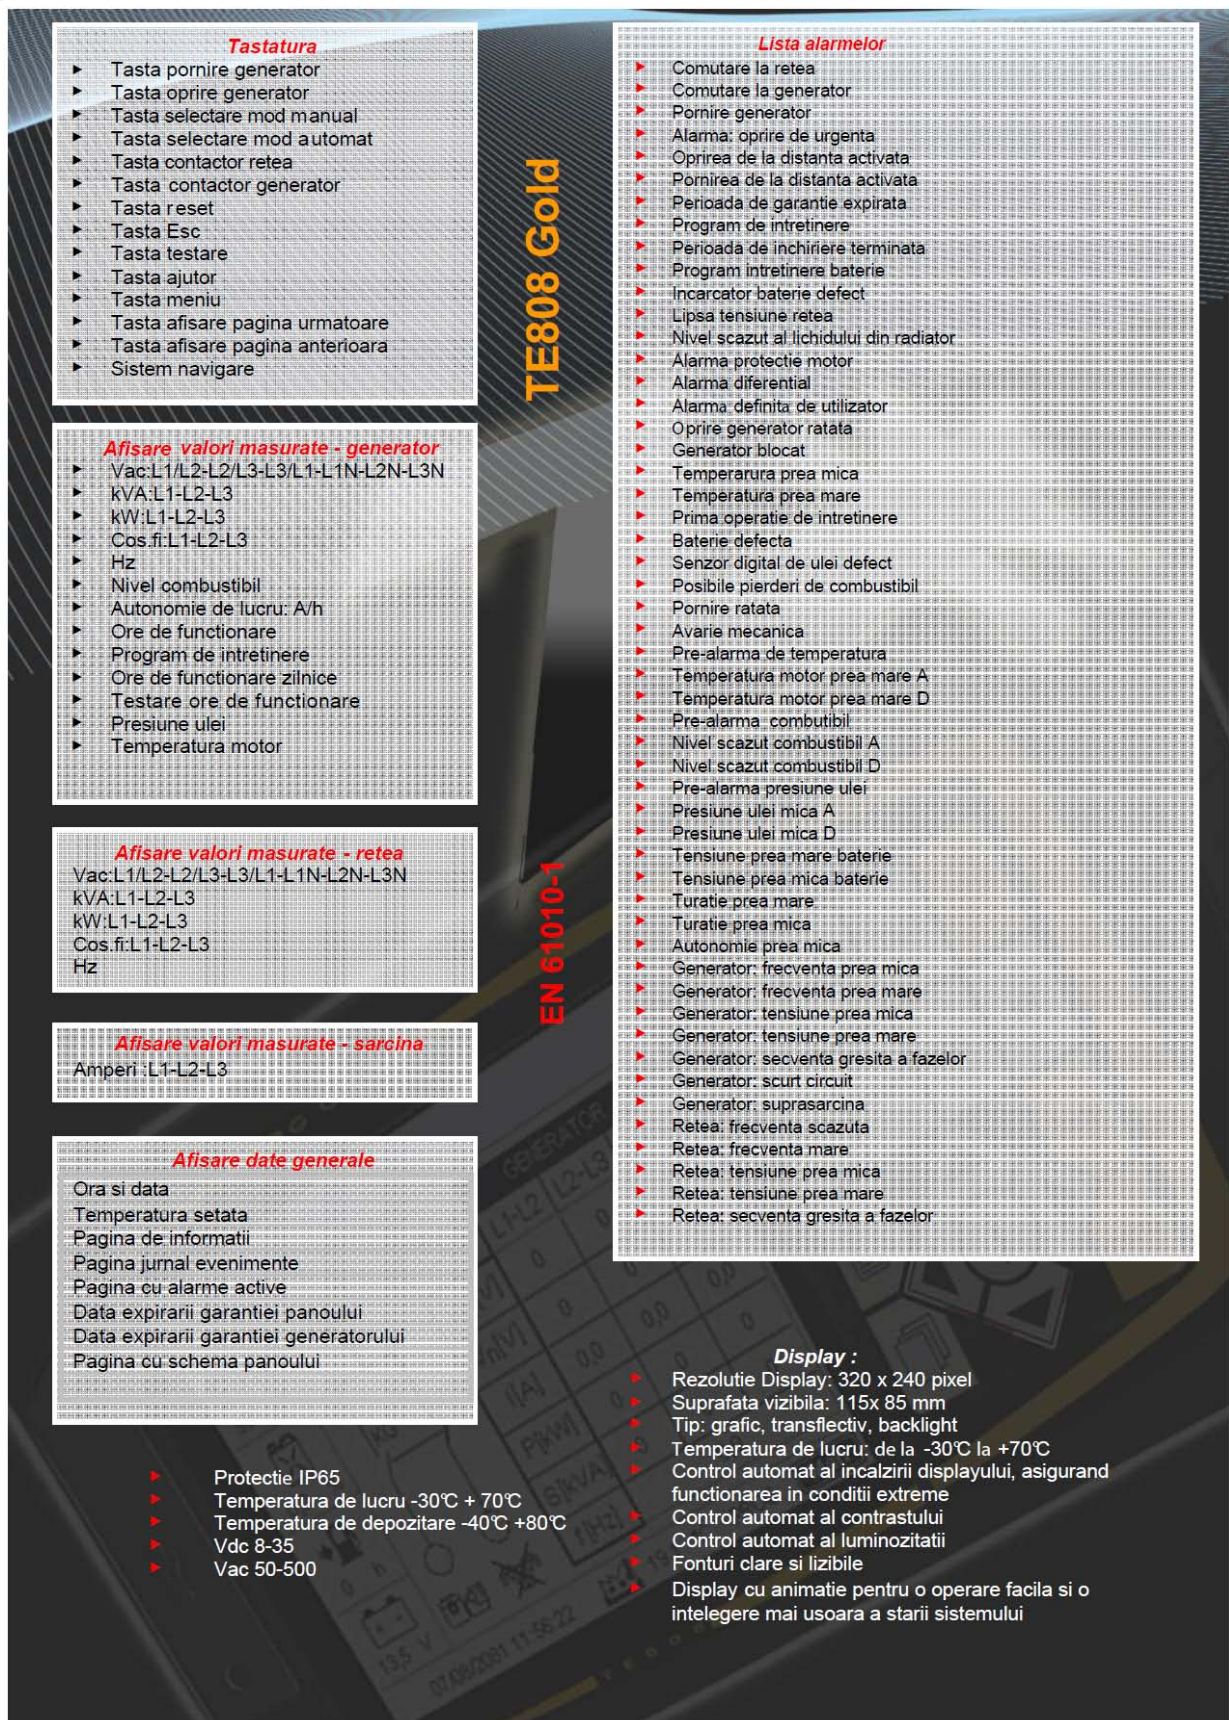 Tastatura
Tasta pornire generator
Tasta oprire generator
Tasta selectare mod manual
Tasta selectare mod automat
Tasta contactor retea
Tasta contactor generator
Tasta reset
Tasta Esc
Tasta testare
Tasta ajutor
Tasta meniu
Tasta afisare pagina urmatoare
Tasta afisare pagina anterioara
Sistem navigare
Afisare valori masurate - generator
Vac:L1/L2-L2/L3-L3/L1-L1N-L2N-L3N
kVA:L1-L2-L3
kW:L1-L2-L3
Cos.fi:L1-L2-L3
Hz
Nivel combustibil
Autonomie de lucru: A/h
Ore de functionare
Program de intretinere
Ore de functionare zilnice
Testare ore de functionare
Presiune ulei
Temperatura motor
Afisare valori masurate - retea
Vac:L1/L2-L2/L3-L3/L1-L1N-L2N-L3N
kVA:L1-L2-L3
kW:L1-L2-L3
Cos.fi:L1-L2-L3
Hz
Afisare valori masurate - sarcina
Amperi :L1-L2-L3
Afisare date generale
Ora si data
Temperatura setata
Pagina de informatii
Pagina jurnal evenimente
Pagina cu alarme active
Data expirarii garantiei panoului
Data expirarii garantiei generatorului
Pagina cu schema panoului
Protectie IP65
Temperatura de lucru -30°C + 70°C
Temperatura de depozitare -40°C +80°C
Vdc 8-35
Vac 50-500
TE808 Gold
EN 61010-1
Lista alarmelor
Comutare la retea
Comutare la generator
Pornire generator
Alarma: oprire de urgenta
Oprirea de la distanta activata
Pornirea de la distanta activata
Perioada de garantie expirata
Program de intretinere
Perioada de inchiriere terminata
Program intretinere baterie
Incarcator baterie defect
Lipsa tensiune retea
Nivel scazut al lichidului din radiator
Alarma protectie motor
Alarma diferential
Alarma definita de utilizator
Oprire generator ratata
Generator blocat
Temperarura prea mica
Temperatura prea mare
Prima operatie de intretinere
Baterie defecta
Senzor digital de ulei defect
Posibile pierderi de combustibil
Pornire ratata
Avarie mecanica
Pre-alarma de temperatura
Temperatura motor prea mare A
Temperatura motor prea mare D
Pre-alarma combutibil
Nivel scazut combustibil A
Nivel scazut combustibil D
Pre-alarma presiune ulei
Presiune ulei mica A
Presiune ulei mica D
Tensiune prea mare baterie
Tensiune prea mica baterie
Turatie prea mare
Turatie prea mica
Autonomie prea mica
Generator: frecventa prea mica
Generator: frecventa prea mare
Generator: tensiune prea mica
Generator: tensiune prea mare
Generator: secventa gresita a fazelor
Generator: scurt circuit
Generator: suprasarcina
Retea: frecventa scazuta
Retea: frecventa mare
Retea: tensiune prea mica
Retea: tensiune prea mare
Retea: secventa gresita a fazelor
Display :
Rezolutie Display: 320 x 240 pixel
Suprafata vizibila: 115x 85 mm
Tip: grafic, transflectiv, backlight
Temperatura de lucru: de la -30°C la +70°C
Control automat al incalzirii displayului, asigurand
functionarea in conditii extreme
Control automat al contrastului
Control automat al luminozitatii
Fonturi clare si lizibile
Display cu animatie pentru o operare facila si o
intelegere mai usoara a starii sistemului
GENERATOR
L1-L2
L2-L3
I[A]
P[kW]
S[kVA]
f[Hz]
13,5 V
07/08/2081 11:56:22